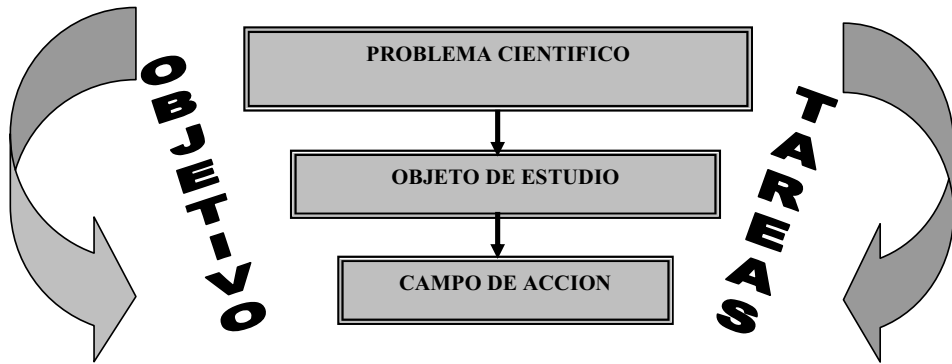 PROBLEMA CIENTIFICO
OBJETIVO
TAREAS
OBJETO DE ESTUDIO
CAMPO DE ACCION